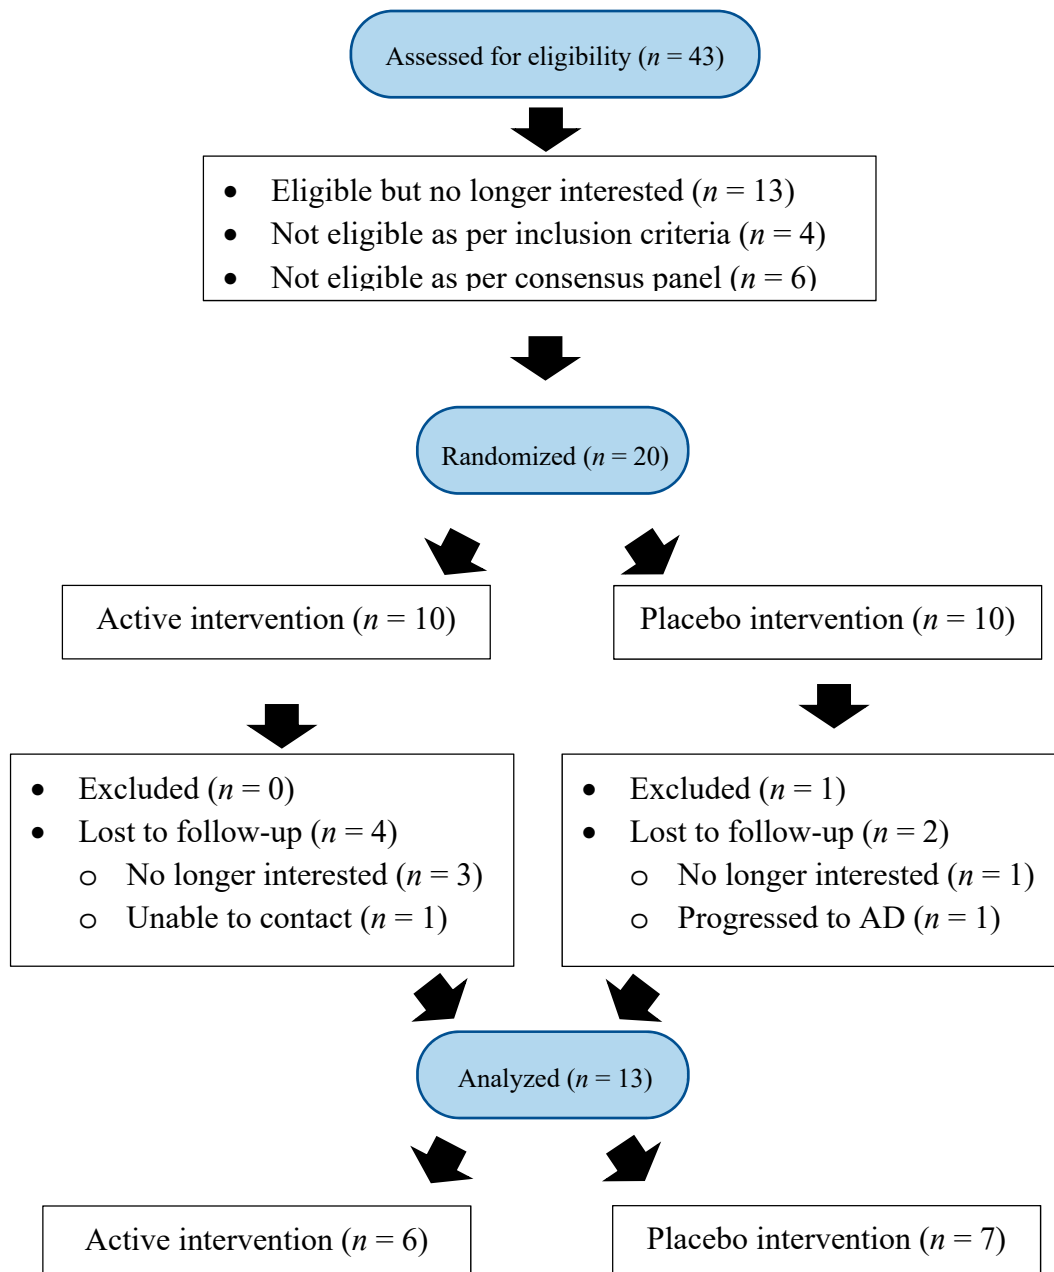 Assessed for eligibility (n = 43)
• Eligible but no longer interested (n = 13)
• Not eligible as per inclusion criteria (n = 4)
• Not eligible as per consensus panel (n = 6)
Randomized (n = 20)
Active intervention (n = 10)
Placebo intervention (n = 10)
• Excluded (n = 0)
• Lost to follow-up (n = 4)
o No longer interested (n = 3)
o Unable to contact (n = 1)
• Excluded (n = 1)
• Lost to follow-up (n = 2)
o No longer interested (n = 1)
o Progressed to AD (n = 1)
Analyzed (n = 13)
Active intervention (n = 6)
Placebo intervention (n = 7)